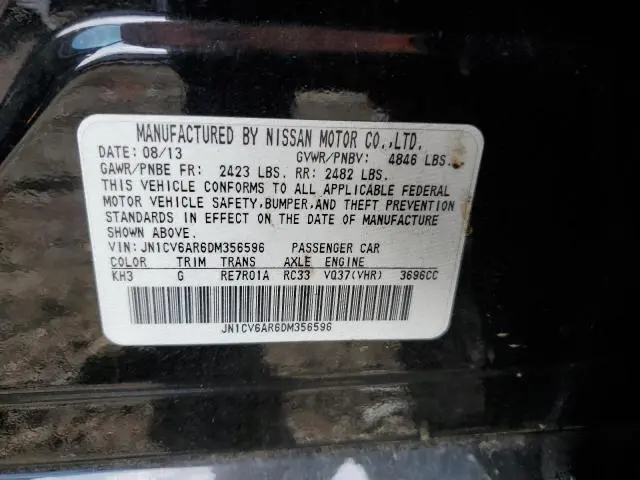 MANUFACTURED BY NISSAN MOTOR CO.,LTD.
DATE: 08/13 GVWR/PNBV: 4846 LBS.
GAWR/PNBE FR: 2423 LBS. RR: 2482 LBS.
THIS VEHICLE CONFORMS TO ALL APPLICABLE FEDERAL
MOTOR VEHICLE SAFETY,BUMPER,AND THEFT PREVENTION
STANDARDS IN EFFECT ON THE DATE OF MANUFACTURE
SHOWN ABOVE.
VIN: JN1CV6AR6DM356596 PASSENGER CAR
COLOR TRIM TRANS AXLE ENGINE
KH3 G RE7R01A RC33 VQ37(VHR) 3696CC
JN1CV6AR6DM356596